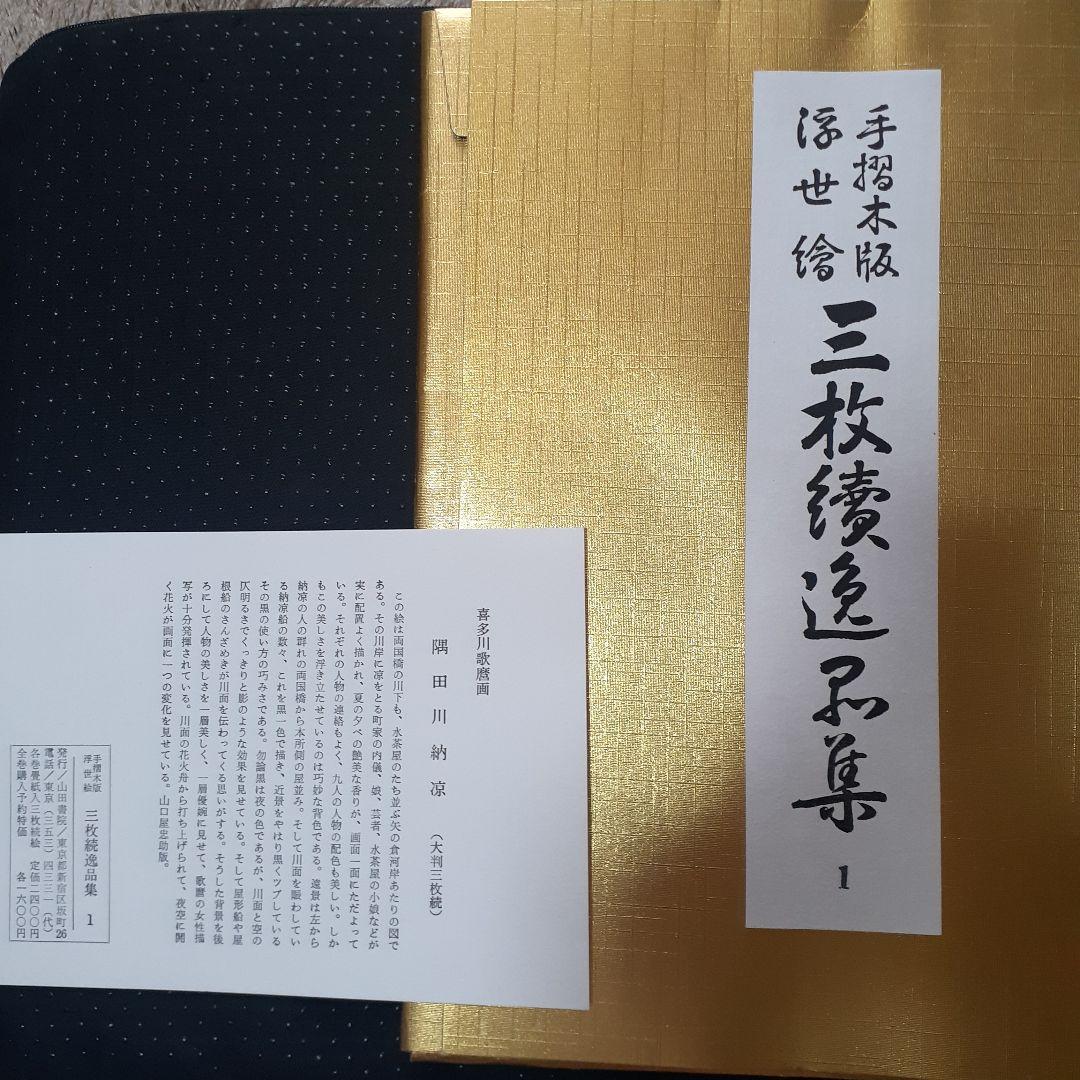 手摺木版
浮世繪
三枚續逸品集
1
喜多川歌麿画
隅田川納凉
(大判三枚続)
この絵は両国橋の川下も、水茶屋のたち並ぶ矢の倉河岸あたりの図で
ある。その川岸に涼をとる町家の内儀、娘、芸者、水茶屋の小娘などが
実に配置よく描かれ、夏の夕べの艶美な香りが、画面一面にただよって
いる。それぞれの人物の連絡もよく、九人の人物の配色も美しい。しか
もこの美しさを浮き立たせているのは巧妙な背色である。遠景は左から
納凉の人の群れの両国橋から本所側の屋並み。そして川面を賑わしてい
る納凉船の数々、これを黒一色で描き、近景をやはり黒くツブしている
その黒の使い方の巧みさである。勿論黒は夜の色であるが、川面と空の
仄明るさでくっきりと影のような効果を見せている。そして屋形船や屋
根船のさんざめきが川面を伝わってくる思いがする。そうした背景を後
ろにして人物の美しさを一層美しく、一層優婉に見せて、歌麿の女性描
写が十分発揮されている。川面の花火舟から打ち上げられて、夜空に開
く花火が画面に一つの変化を見せている。山口屋忠助版。
手摺木版
浮世絵
三枚続逸品集 1
発行/山田書院/東京都新宿区坂町26
電話/東京(三五三)四三三一(代)
各巻畳紙入三枚続絵 定価二四〇〇円
全巻購入予約特価 各一六〇〇円